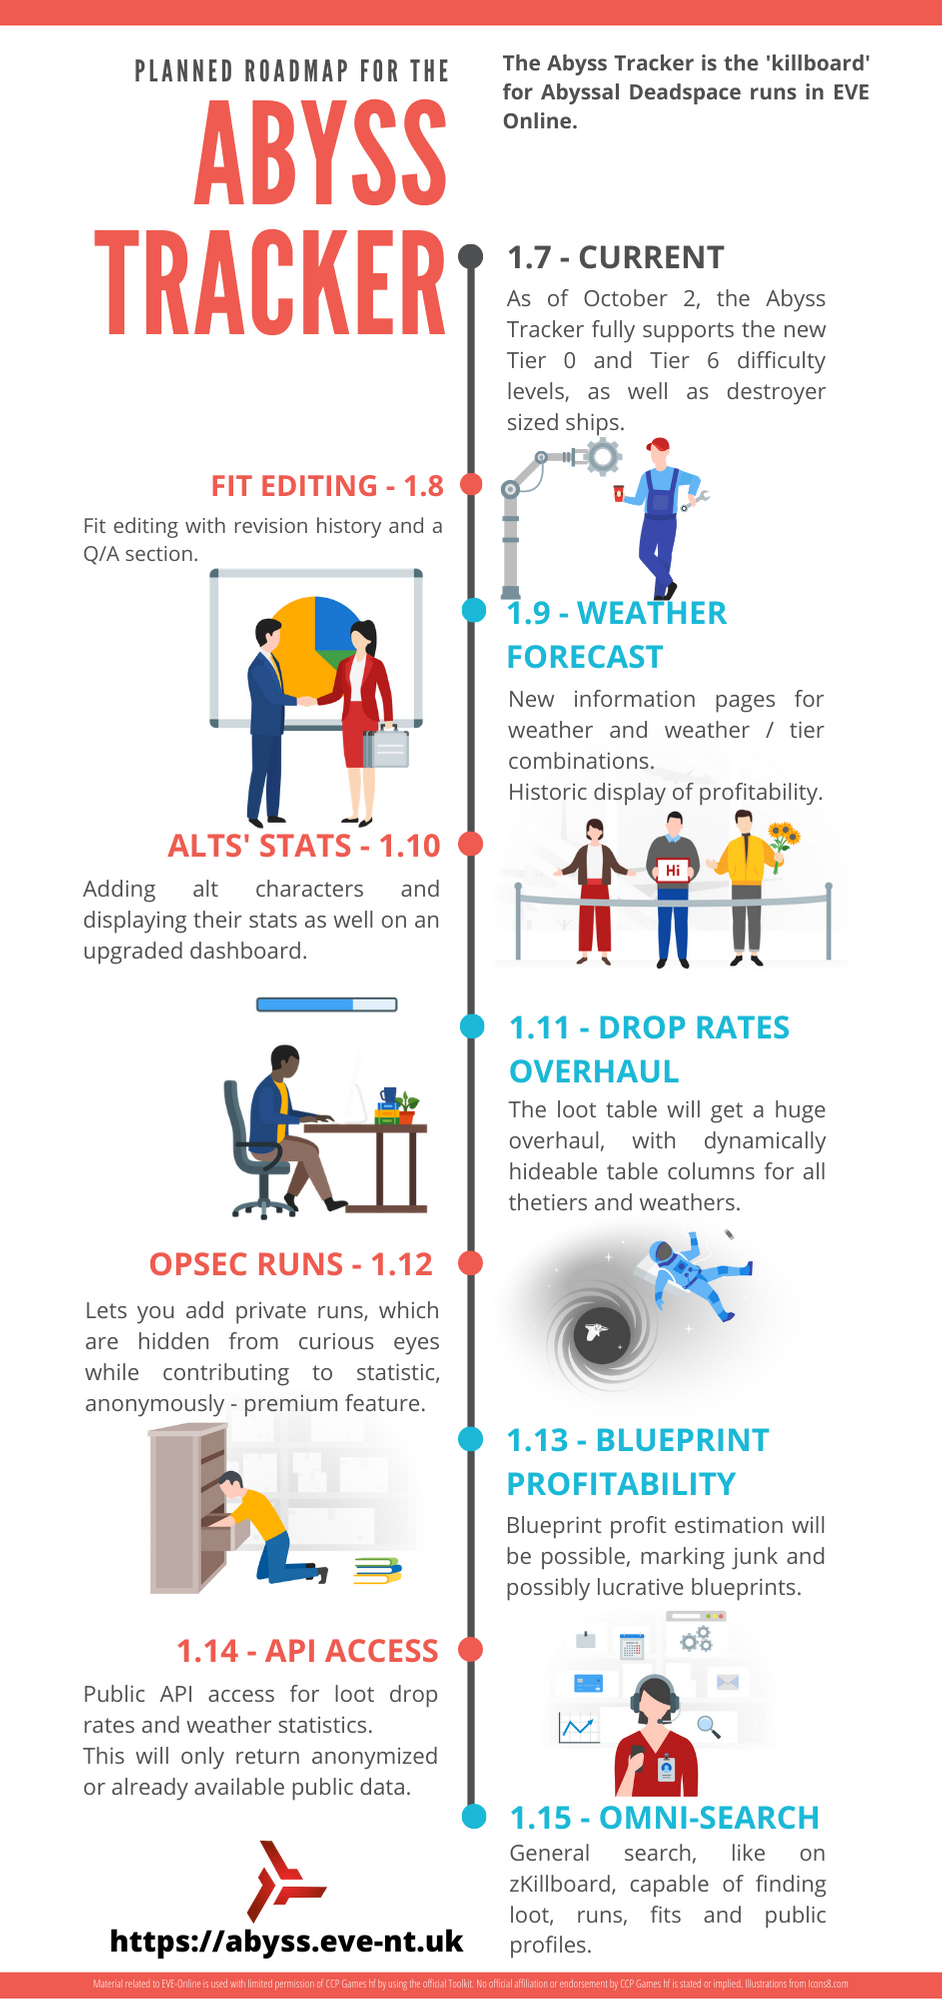 PLANNED ROADMAP FOR THE
ABYSS
TRACKER
The Abyss Tracker is the 'killboard'
for Abyssal Deadspace runs in EVE
Online.
1.7 - CURRENT
As of October 2, the Abyss
Tracker fully supports the new
Tier 0 and Tier 6 difficulty
levels, as well as destroyer
sized ships.
FIT EDITING - 1.8
Fit editing with revision history and a
Q/A section.
1.9 - WEATHER
FORECAST
New information pages for
weather and weather / tier
combinations.
Historic display of profitability.
Hi
ALTS' STATS - 1.10
Adding alt characters and
displaying their stats as well on an
upgraded dashboard.
1.11 - DROP RATES
OVERHAUL
The loot table will get a huge
overhaul, with dynamically
hideable table columns for all
thetiers and weathers.
OPSEC RUNS - 1.12
Lets you add private runs, which
are hidden from curious eyes
while contributing to statistic,
anonymously - premium feature.
1.13 - BLUEPRINT
PROFITABILITY
Blueprint profit estimation will
be possible, marking junk and
possibly lucrative blueprints.
1.14 - API ACCESS
Public API access for loot drop
rates and weather statistics.
This will only return anonymized
or already available public data.
1.15 - OMNI-SEARCH
General search, like on
zKillboard, capable of finding
loot, runs, fits and public
profiles.
https://abyss.eve-nt.uk
Material related to EVE-Online is used with limited permission of CCP Games hf by using the official Toolkit. No official affiliation or endorsement by CCP Games hf is stated or implied. Illustrations from Icons8.com